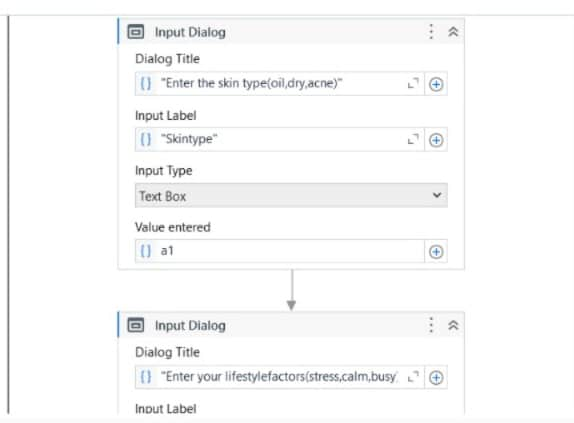 Input Dialog
Dialog Title
"Enter the skin type(oil,dry,acne)"
Input Label
"Skintype"
Input Type
Text Box
Value entered
a1
Input Dialog
Dialog Title
"Enter your lifestylefactors(stress,calm,busy
Input Label